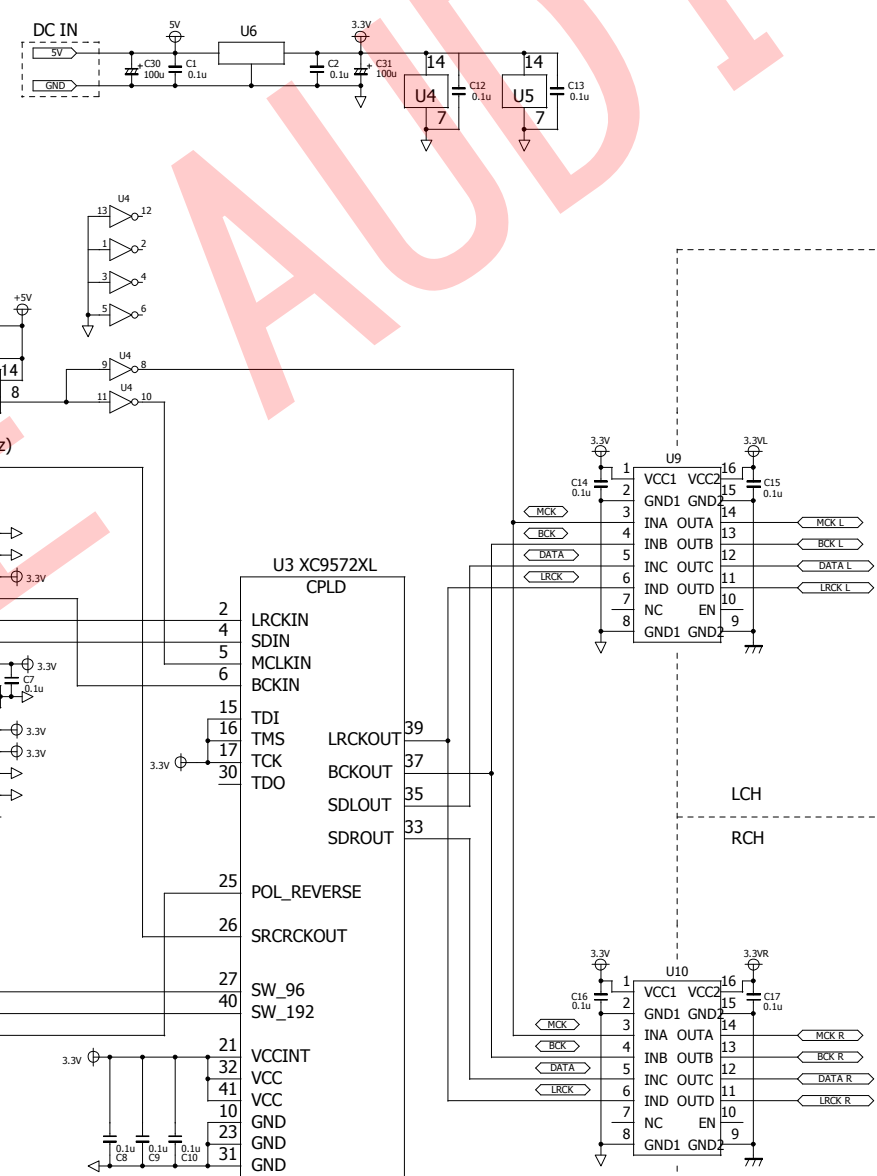 DC IN
5V
GND
5V
U6
3.3V
C30
100u
C1
0.1u
C2
0.1u
C31
100u
14
U4
7
C12
0.1u
14
U5
7
C13
0.1u
U4
13
12
1
2
3
4
5
6
+5V
14
8
U4
9
8
U4
11
10
z)
3.3V
3.3V
C7
0.1u
3.3V
3.3V
U3 XC9572XL
CPLD
2 LRCKIN
4 SDIN
5 MCLKIN
6 BCKIN
15 TDI
16 TMS
17 TCK
30 TDO
3.3V
LRCKOUT 39
BCKOUT 37
SDLOUT 35
SDROUT 33
25 POL_REVERSE
26 SRCRCKOUT
27 SW_96
40 SW_192
21 VCCINT
32 VCC
41 VCC
10 GND
23 GND
31 GND
3.3V
0.1u
C8
0.1u
C9
0.1u
C10
3.3V
C14
0.1u
U9
3.3VL
C15
0.1u
1 VCC1 VCC2 16
2 GND1 GND2 15
MCK 3 INA OUTA 14 MCK L
BCK 4 INB OUTB 13 BCK L
DATA 5 INC OUTC 12 DATA L
LRCK 6 IND OUTD 11 LRCK L
7 NC EN 10
8 GND1 GND2 9
LCH
RCH
3.3V
C16
0.1u
U10
3.3VR
C17
0.1u
1 VCC1 VCC2 16
2 GND1 GND2 15
MCK 3 INA OUTA 14 MCK R
BCK 4 INB OUTB 13 BCK R
DATA 5 INC OUTC 12 DATA R
LRCK 6 IND OUTD 11 LRCK R
7 NC EN 10
8 GND1 GND2 9